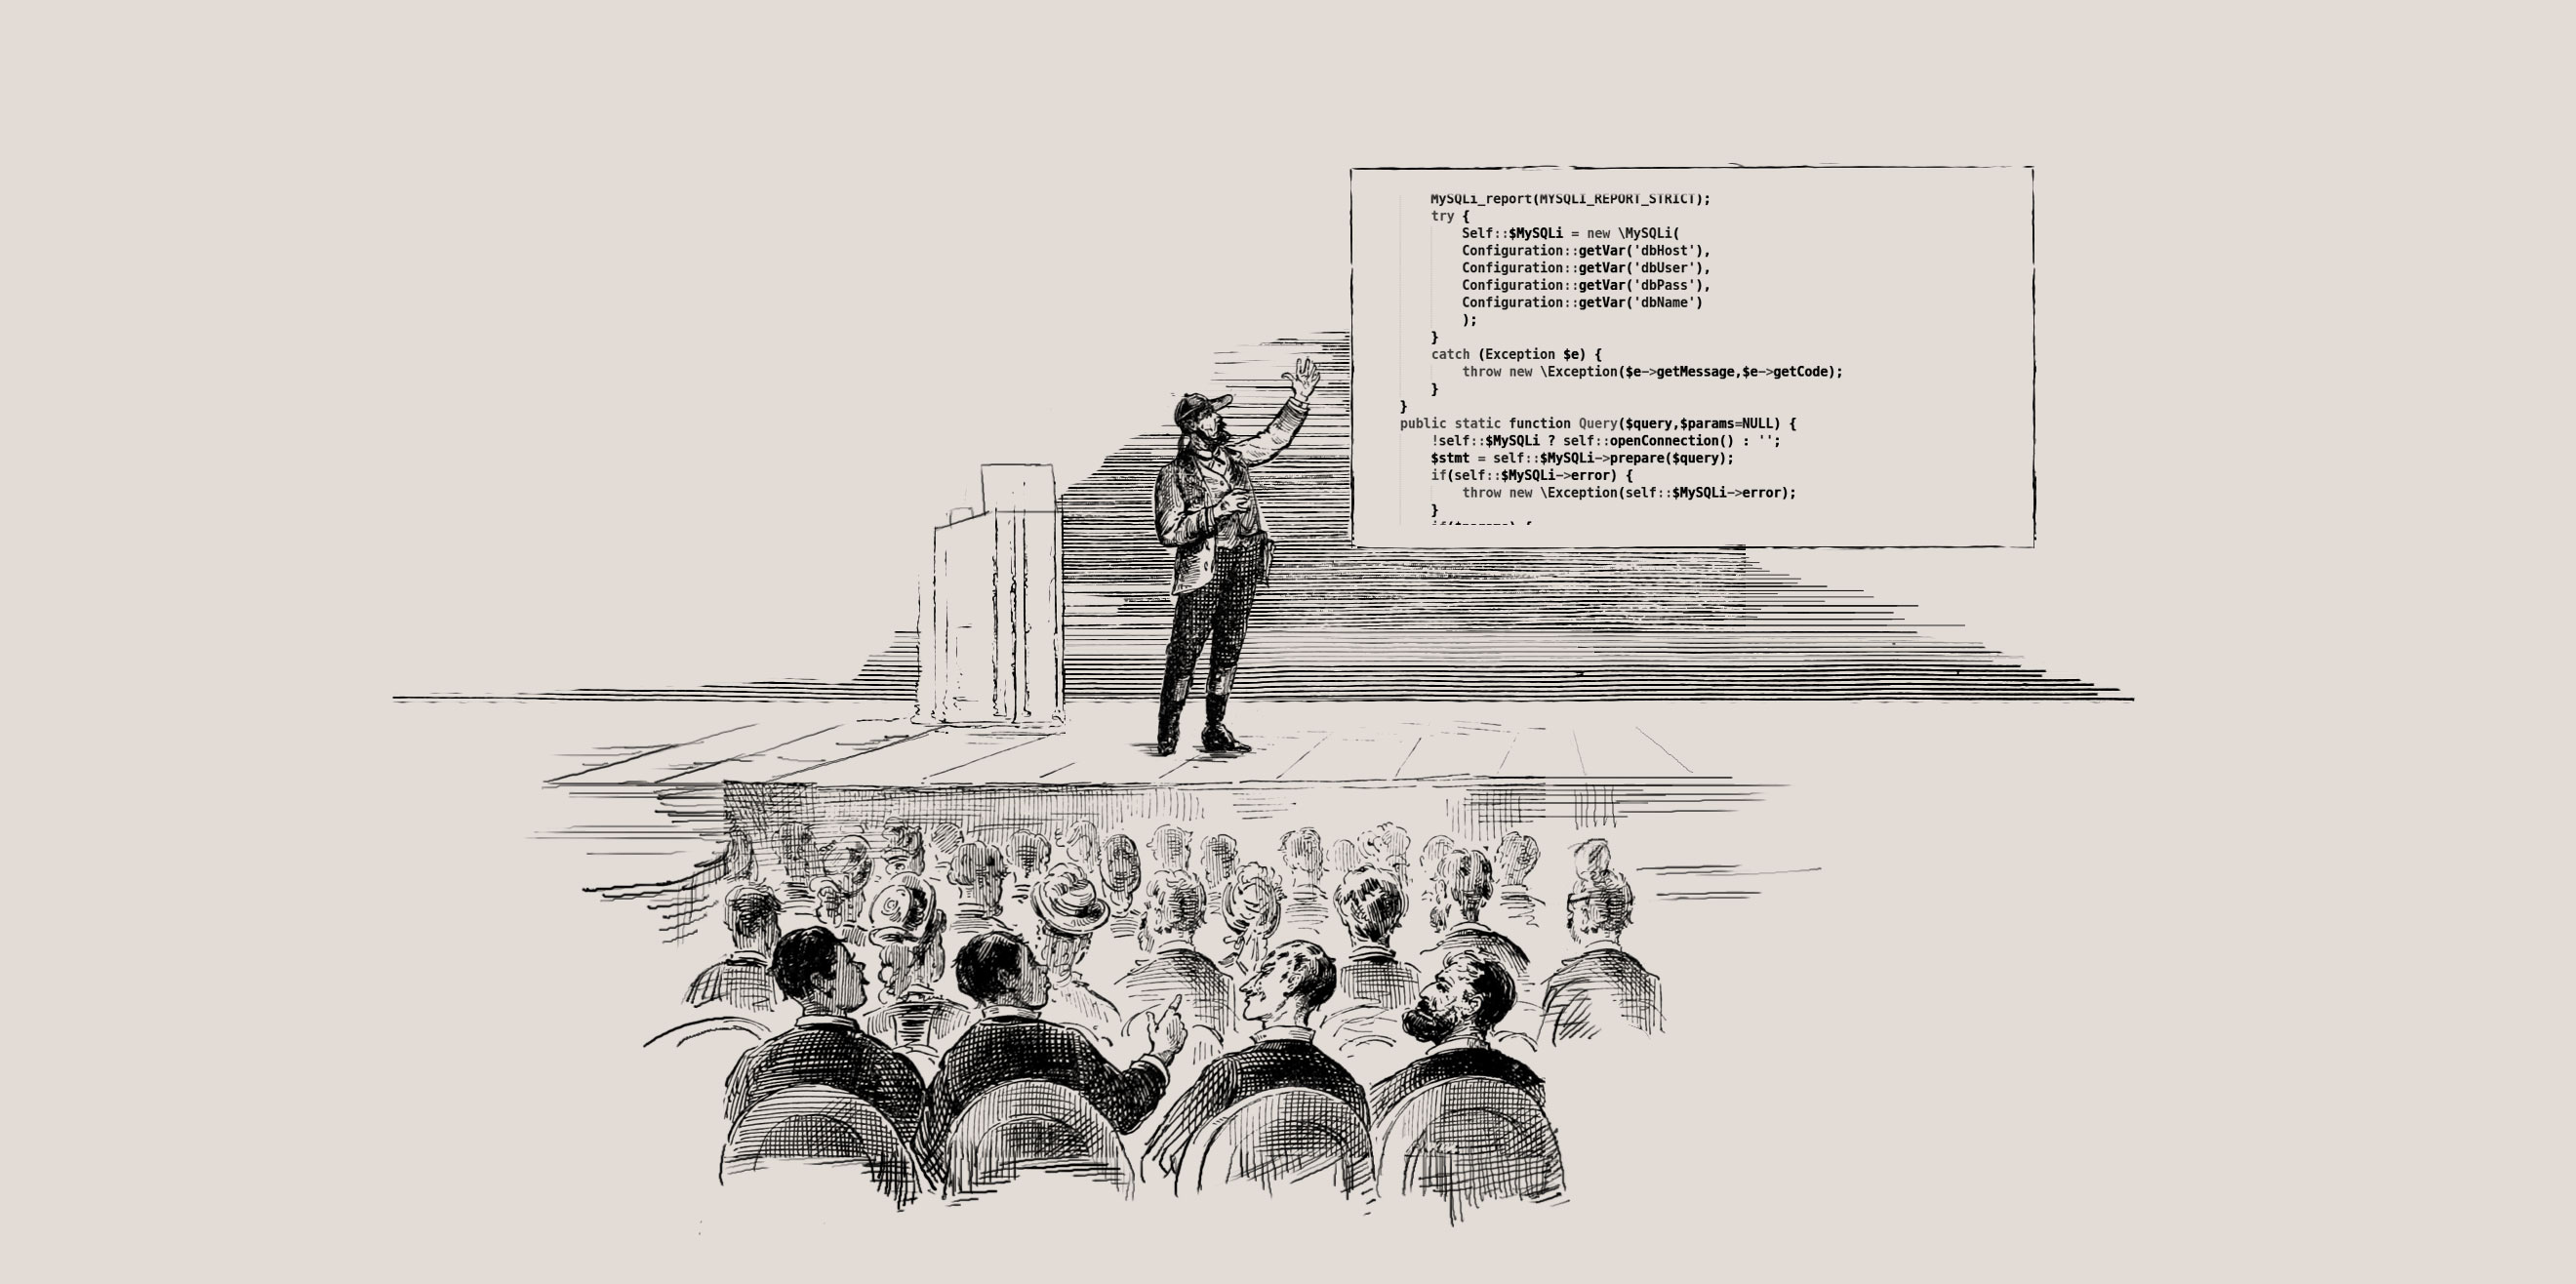 MySQLi_report(MYSQLI_REPORT_STRICT);
try {
Self::$MySQLi = new \MySQLi(
Configuration::getVar('dbHost'),
Configuration::getVar('dbUser'),
Configuration::getVar('dbPass'),
Configuration::getVar('dbName')
);
}
catch (Exception $e) {
throw new \Exception($e->getMessage,$e->getCode);
}
}
public static function Query($query,$params=NULL) {
!self::$MySQLi ? self::openConnection() : '';
$stmt = self::$MySQLi->prepare($query);
if(self::$MySQLi->error) {
throw new \Exception(self::$MySQLi->error);
}